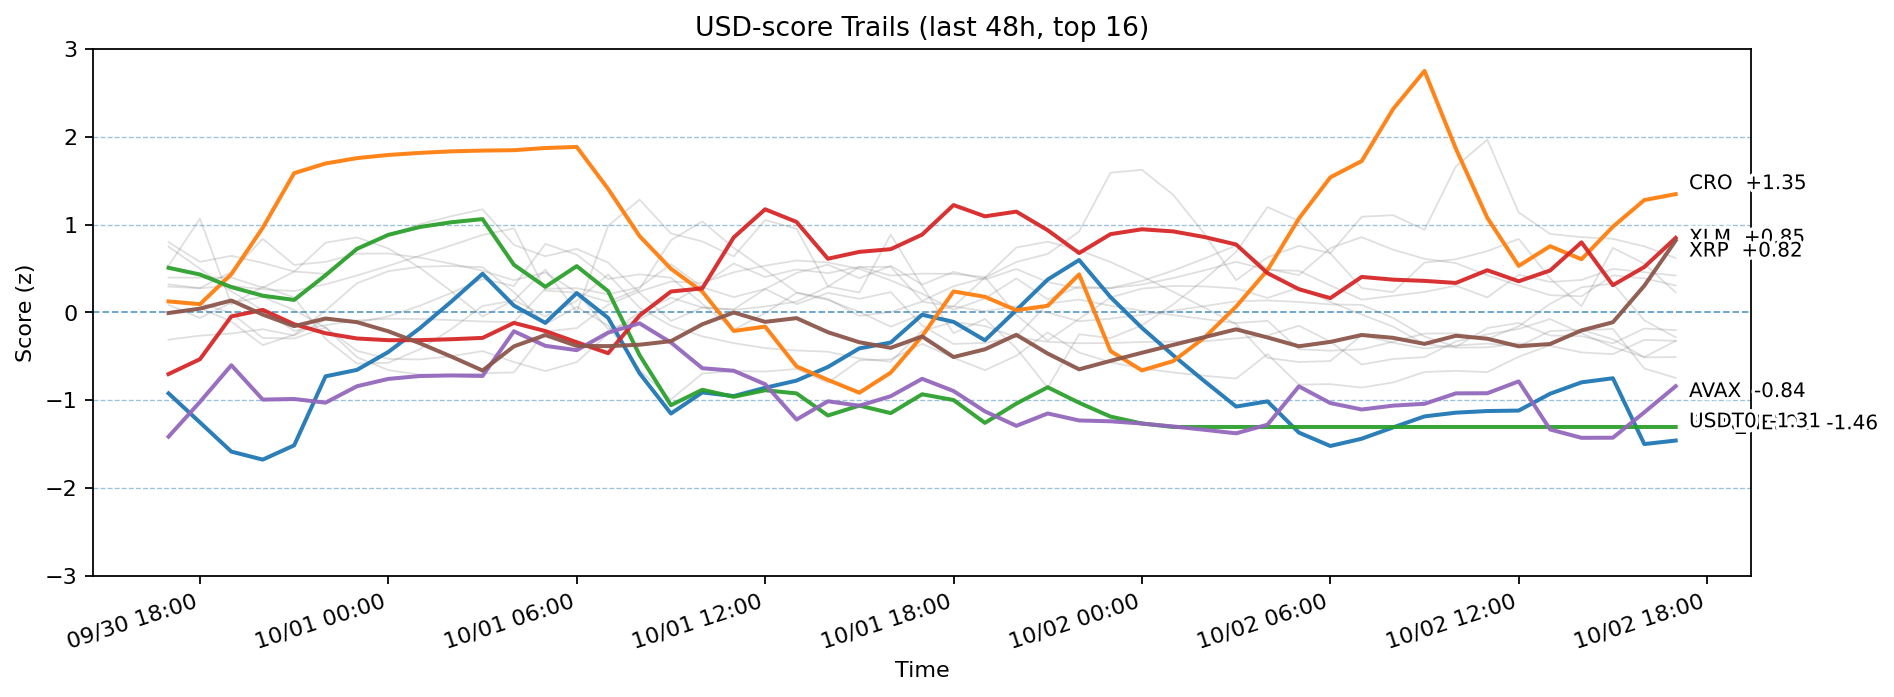 USD-score Trails (last 48h, top 16)
Score (z)
3
2
1
0
−1
−2
−3
CRO +1.35
XLM +0.85
XRP +0.82
AVAX -0.84
USDT0 -1.31
-1.46
09/30 18:00
10/01 00:00
10/01 06:00
10/01 12:00
10/01 18:00
10/02 00:00
10/02 06:00
10/02 12:00
10/02 18:00
Time